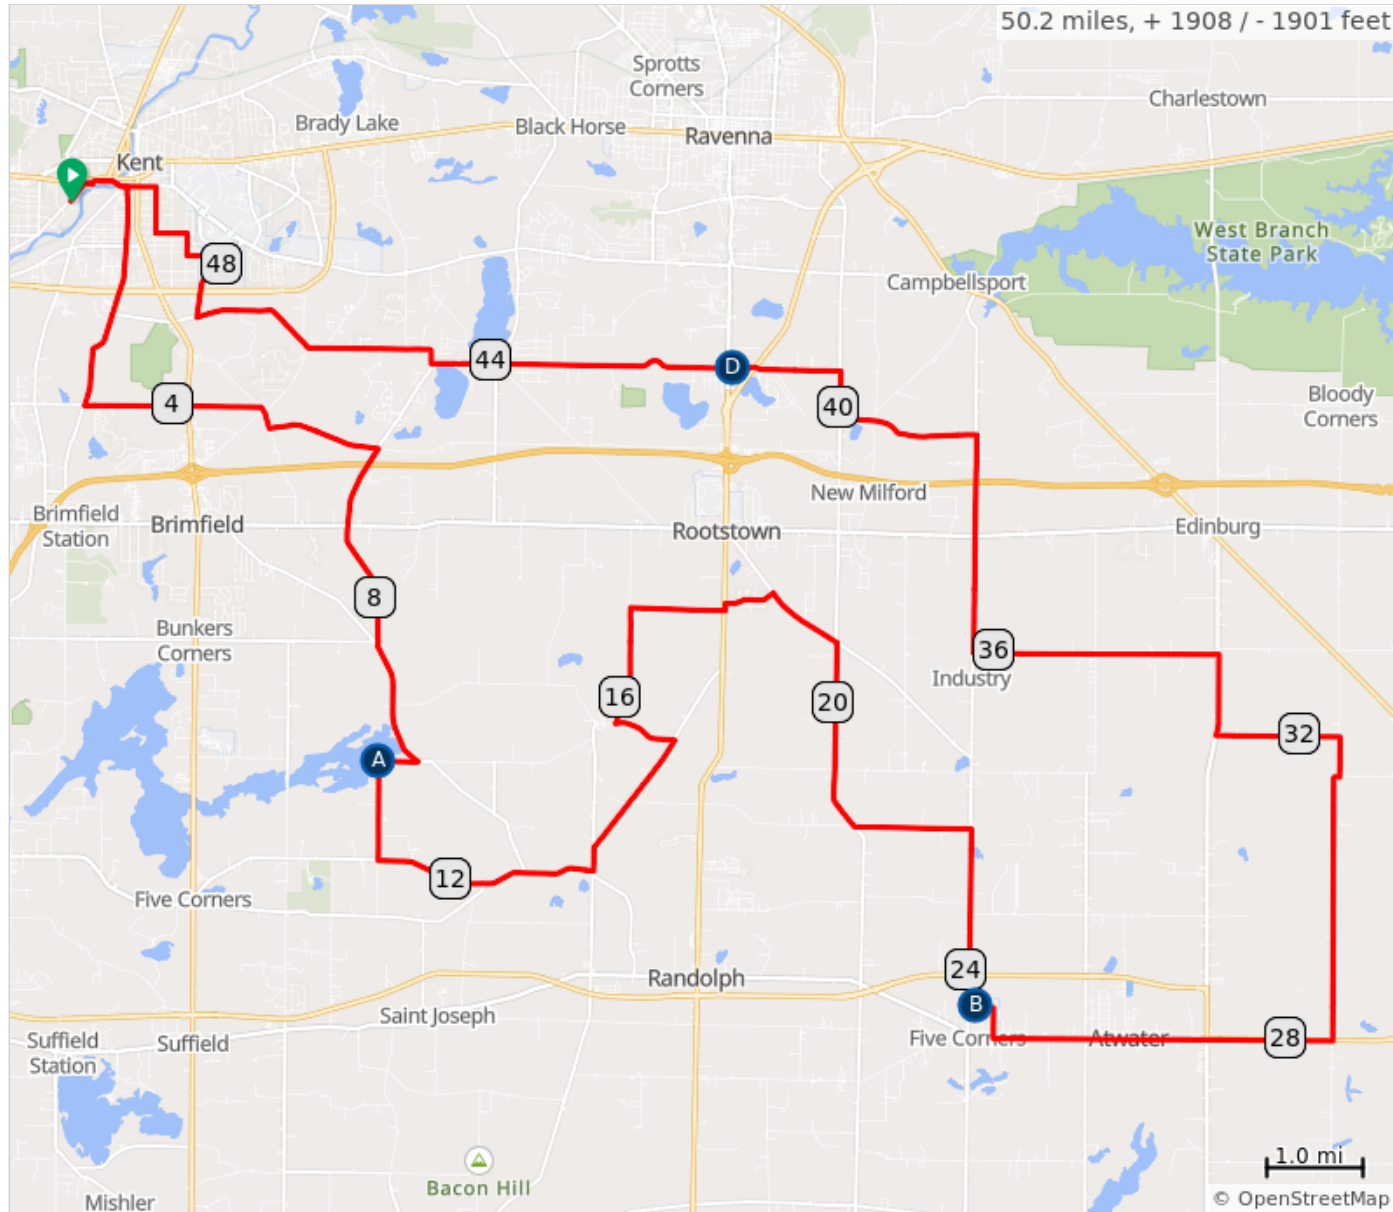 50.2 miles, + 1908 / - 1901 feet
Sprotts
Corners
Charlestown
Brady Lake
Black Horse
Ravenna
Kent
West Branch
State Park
48
Campbellsport
44
D
4
40
Bloody
Corners
New Milford
Brimfield
Station
Brimfield
Rootstown
Edinburg
8
Bunkers
Corners
36
Industry
16
20
32
A
12
Five Corners
24
Randolph
B
Saint Joseph
Five Corners
Atwater
28
Suffield
Station
Suffield
1.0 mi
Bacon Hill
Mishler
© OpenStreetMap